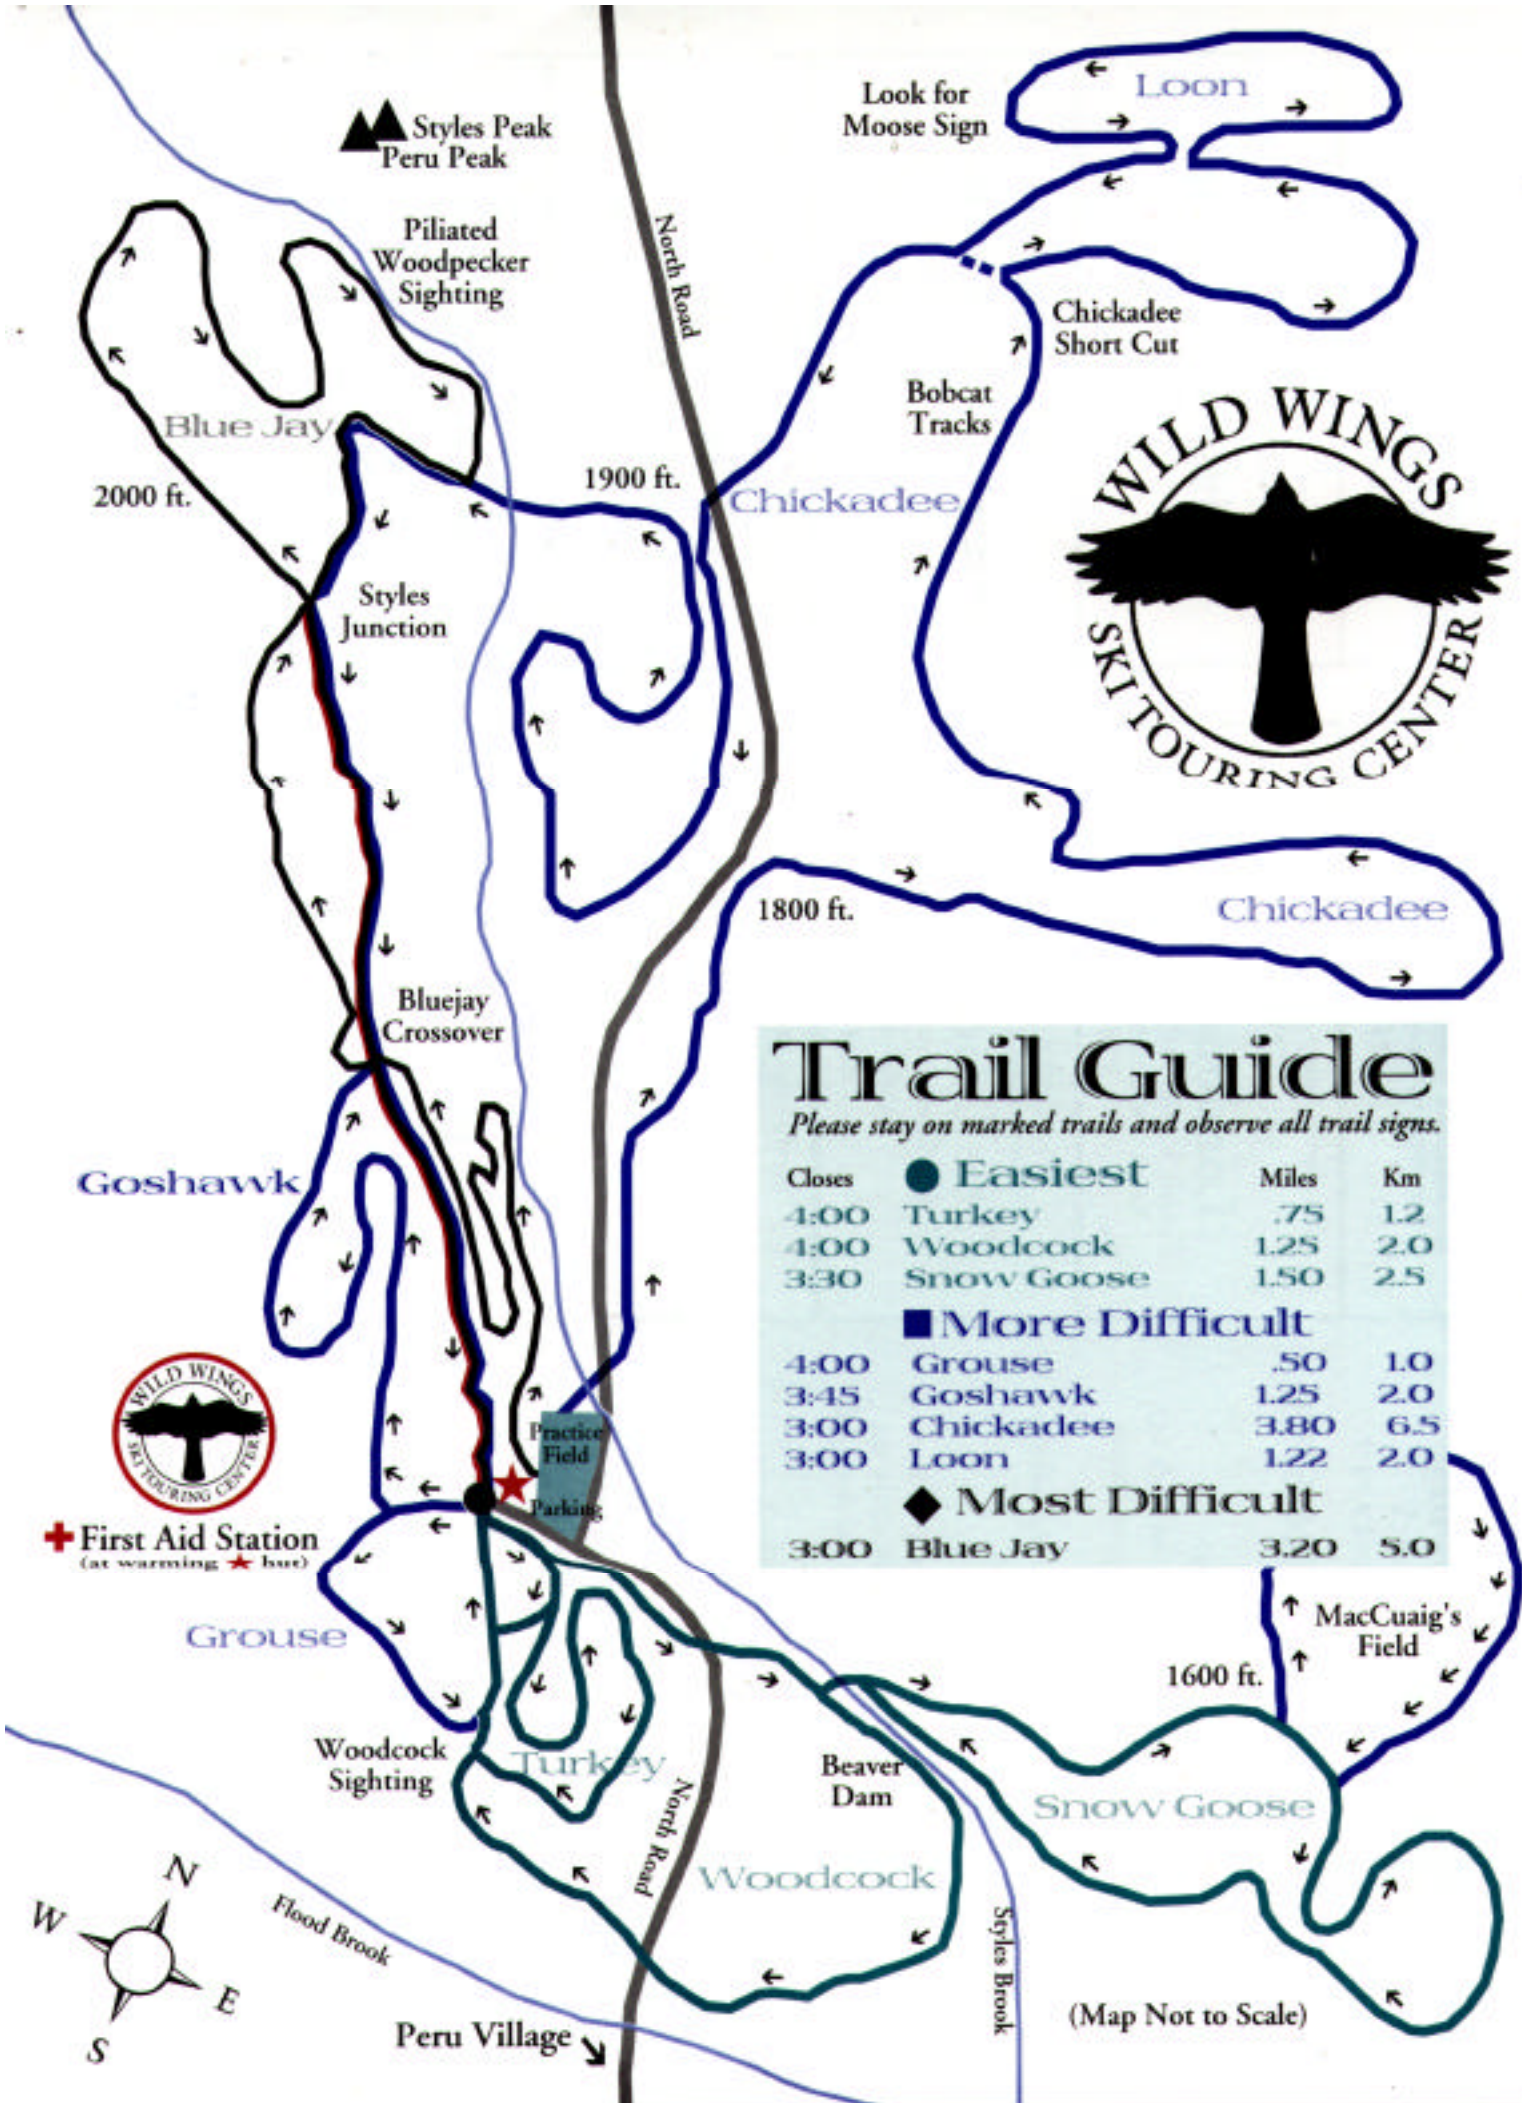 Loon
Look for
Moose Sign
Styles Peak
Peru Peak
Piliated
Woodpecker
Sighting
North Road
Chickadee
Short Cut
Bobcat
Tracks
Blue Jay
2000 ft.
1900 ft.
Chickadee
WILD WINGS
SKI TOURING CENTER
Styles
Junction
1800 ft.
Chickadee
Bluejay
Crossover
Goshawk
Trail Guide
Please stay on marked trails and observe all trail signs.
Closes Easiest Miles Km
4:00 Turkey .75 1.2
4:00 Woodcock 1.25 2.0
3:30 Snow Goose 1.50 2.5
More Difficult
4:00 Grouse .50 1.0
3:45 Goshawk 1.25 2.0
3:00 Chickadee 3.80 6.5
3:00 Loon 1.22 2.0
Most Difficult
3:00 Blue Jay 3.20 5.0
WILD WINGS
SKI TOURING CENTER
First Aid Station
(at warming hut)
Practice
Field
Parking
Grouse
MacCuaig's
Field
1600 ft.
Woodcock
Sighting
Turkey
Beaver
Dam
Snow Goose
North Road
Woodcock
N
W
E
S
Flood Brook
Styles Brook
Peru Village
(Map Not to Scale)